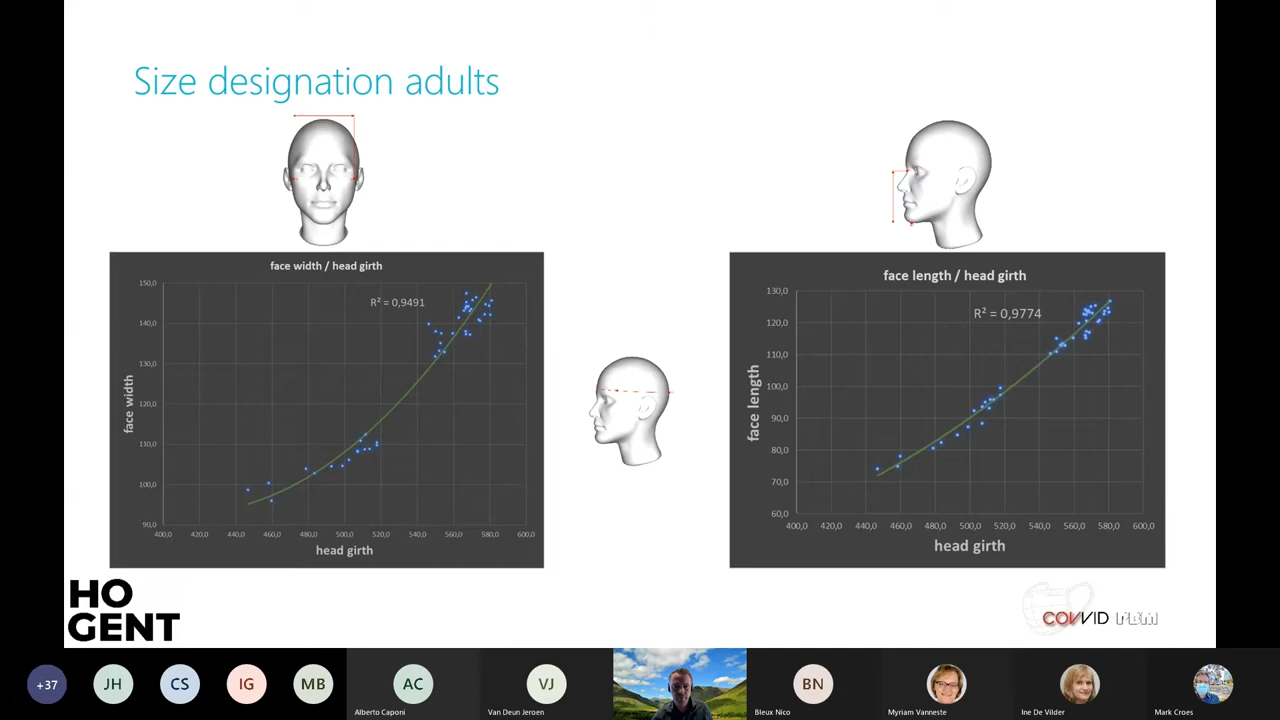 Size designation adults
face width / head girth
R² = 0,9491
150,0
140,0
130,0
120,0
110,0
100,0
90,0
face width
400,0 420,0 440,0 460,0 480,0 500,0 520,0 540,0 560,0 580,0 600,0
head girth
face length / head girth
R² = 0,9774
130,0
120,0
110,0
100,0
90,0
80,0
70,0
60,0
face length
400,0 420,0 440,0 460,0 480,0 500,0 520,0 540,0 560,0 580,0 600,0
head girth
HO
GENT
COVVID PBM
+37 JH CS IG MB AC VJ BN
Alberto Caponi Van Deun Jeroen Bleux Nico Myriam Vanneste Ine De Vilder Mark Croes